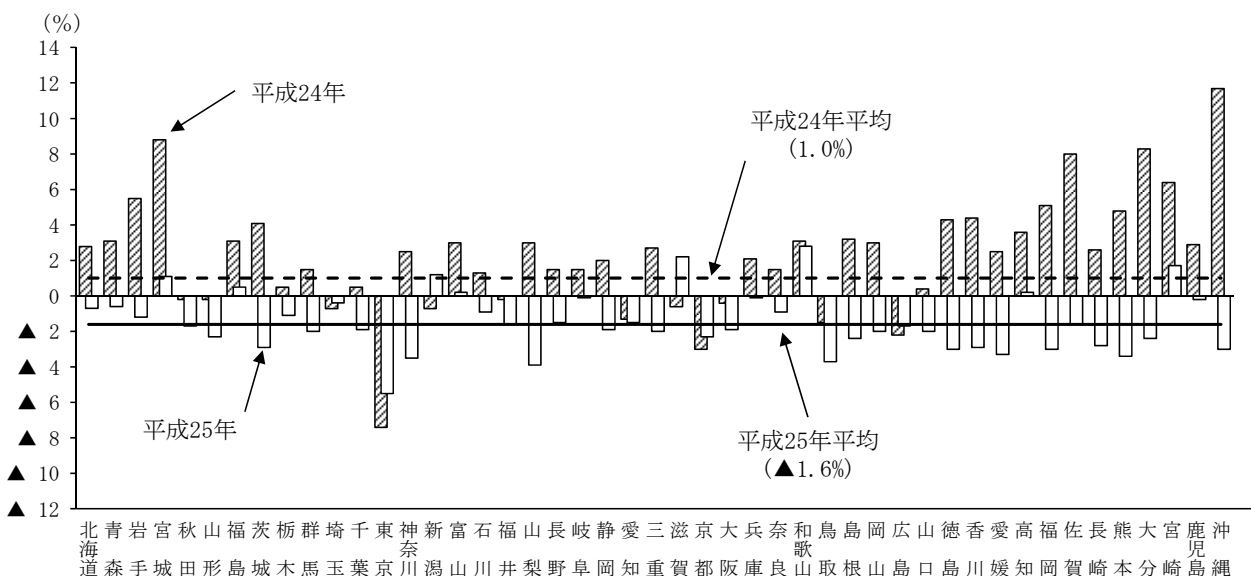 (%)
14
12
10
8
6
4
2
0
▲ 2
▲ 4
▲ 6
▲ 8
▲ 10
▲ 12
平成24年
平成24年平均
(1.0%)
平成25年
平成25年平均
(▲1.6%)
北海道
青森
岩手
宮城
秋田
山形
福島
茨城
栃木
群馬
埼玉
千葉
東京
神奈川
新潟
富山
石川
福井
山梨
長野
岐阜
静岡
愛知
三重
滋賀
京都
大阪
兵庫
奈良
和歌山
鳥取
島根
岡山
広島
山口
徳島
香川
愛媛
高知
福岡
佐賀
長崎
熊本
大分
宮崎
鹿児島
沖縄